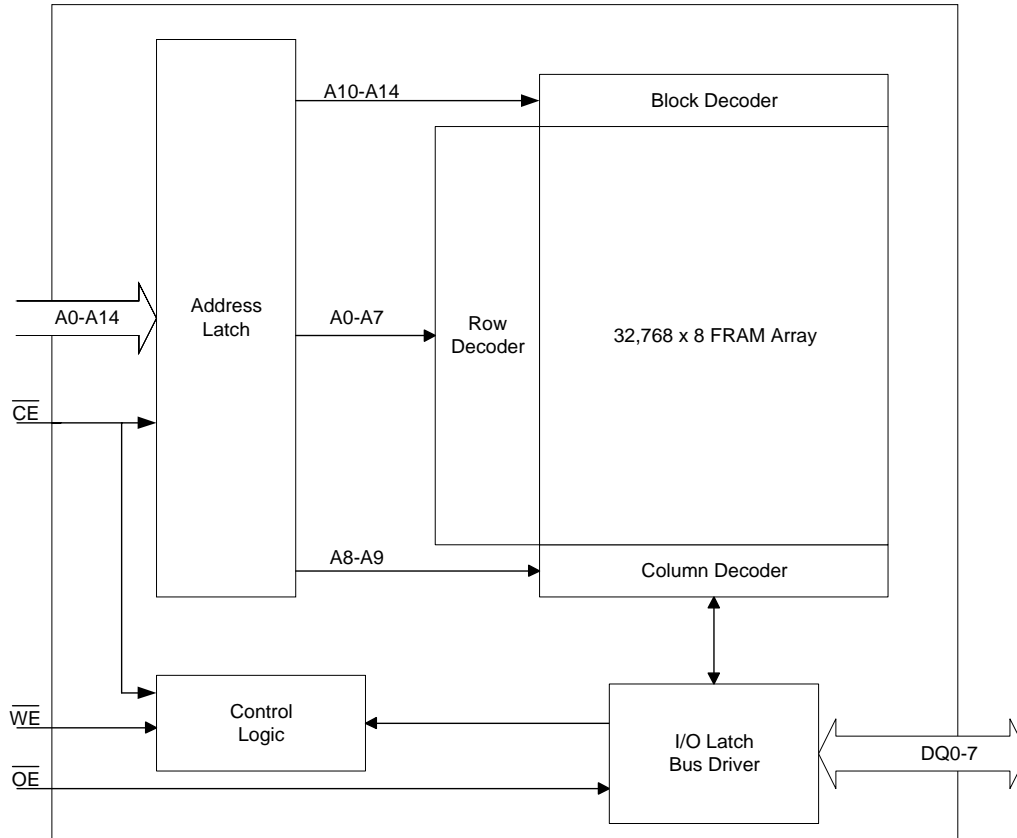 A10-A14
Block Decoder
A0-A14
Address
Latch
A0-A7
Row
Decoder
32,768 x 8 FRAM Array
CE
A8-A9
Column Decoder
WE
Control
Logic
I/O Latch
Bus Driver
DQ0-7
OE